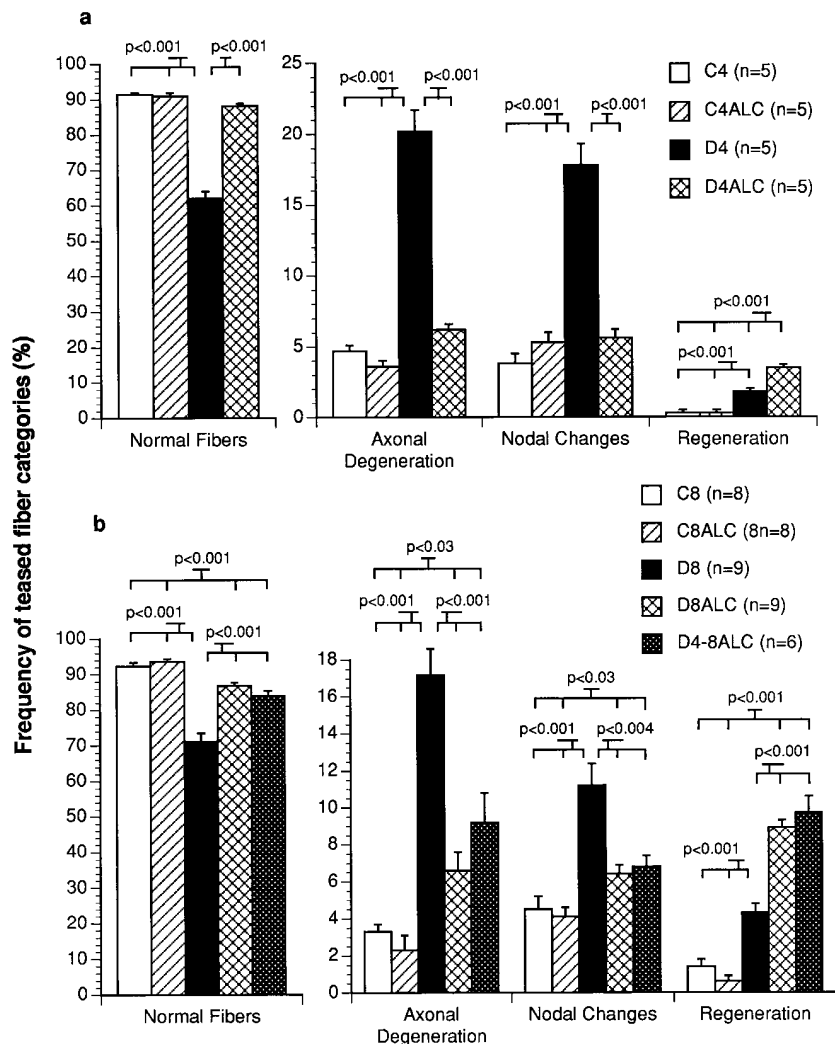 a
p<0.001
100
90
80
70
60
50
40
30
20
10
0
Normal Fibers
25
20
15
10
5
0
p<0.001
p<0.001
p<0.001
p<0.001
p<0.001
p<0.001
Axonal
Degeneration
Nodal Changes
Regeneration
C4 (n=5)
C4ALC (n=5)
D4 (n=5)
D4ALC (n=5)
Frequency of teased fiber categories (%)
b
C8 (n=8)
C8ALC (8n=8)
D8 (n=9)
D8ALC (n=9)
D4-8ALC (n=6)
p<0.001
p<0.001
p<0.001
100
90
80
70
60
50
40
30
20
10
0
Normal Fibers
p<0.03
p<0.001
p<0.001
18
16
14
12
10
8
6
4
2
0
p<0.03
p<0.001
p<0.004
p<0.001
p<0.001
p<0.001
Axonal
Degeneration
Nodal Changes
Regeneration